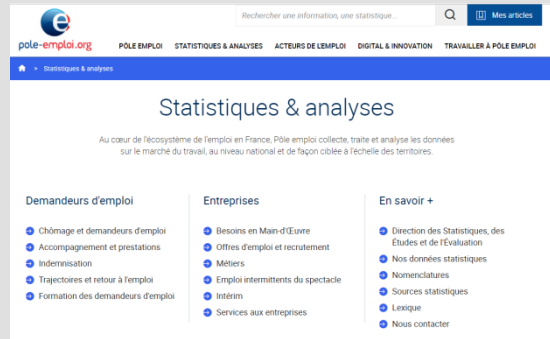 Rechercher une information, une statistique...
Mes articles
pole-emploi.org
PÔLE EMPLOI STATISTIQUES & ANALYSES ACTEURS DE L'EMPLOI DIGITAL & INNOVATION TRAVAILLER À PÔLE EMPLOI
> Statistiques & analyses
Statistiques & analyses
Au cœur de l'écosystème de l'emploi en France, Pôle emploi collecte, traite et analyse les données
sur le marché du travail, au niveau national et de façon ciblée à l'échelle des territoires.
Demandeurs d'emploi
Chômage et demandeurs d'emploi
Accompagnement et prestations
Indemnisation
Trajectoires et retour à l'emploi
Formation des demandeurs d'emploi
Entreprises
Besoins en Main-d'Œuvre
Offres d'emploi et recrutement
Métiers
Emploi intermittents du spectacle
Intérim
Services aux entreprises
En savoir +
Direction des Statistiques, des
Études et de l'Évaluation
Nos données statistiques
Nomenclatures
Sources statistiques
Lexique
Nous contacter